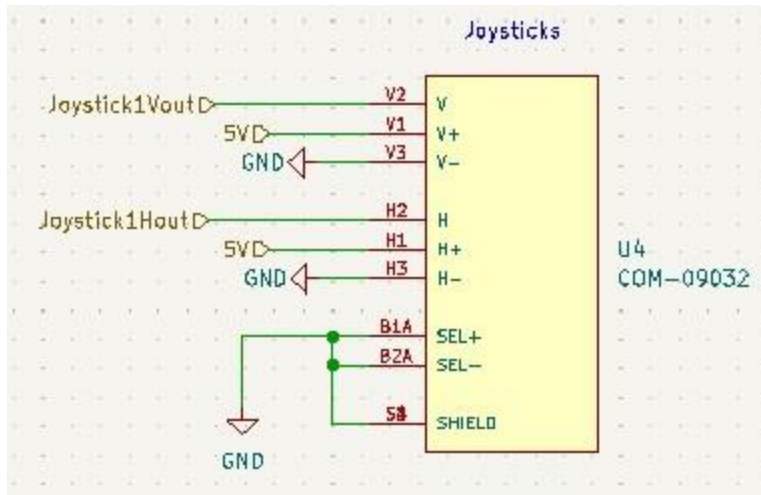 Joysticks
Joystick1Vout V2 V
5V V1 V+
GND V3 V-
Joystick1Hout H2 H
5V H1 H+
GND H3 H-
U4
COM-09032
B1A SEL+
B2A SEL-
SHIELD
GND